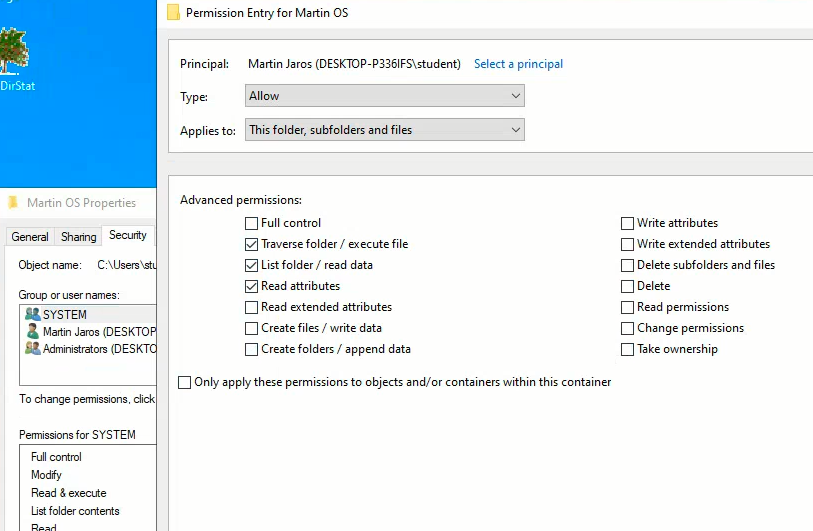 Permission Entry for Martin OS
DirStat
Principal: Martin Jaros (DESKTOP-P336IFS\student) Select a principal
Type: Allow
Applies to: This folder, subfolders and files
Advanced permissions:
Full control
Traverse folder / execute file
List folder / read data
Read attributes
Read extended attributes
Create files / write data
Create folders / append data
Write attributes
Write extended attributes
Delete subfolders and files
Delete
Read permissions
Change permissions
Take ownership
Only apply these permissions to objects and/or containers within this container
Martin OS Properties
General Sharing Security
Object name: C:\Users\stu
Group or user names:
SYSTEM
Martin Jaros (DESKTOP
Administrators (DESKTO
To change permissions, click
Permissions for SYSTEM
Full control
Modify
Read & execute
List folder contents
Read